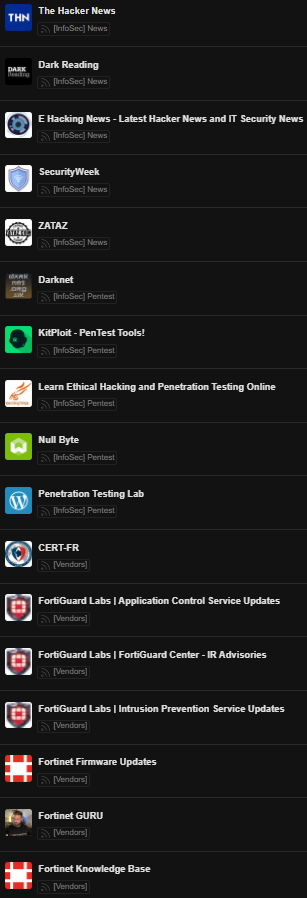 THN
The Hacker News
[InfoSec] News
DARK
Reading
Dark Reading
[InfoSec] News
E Hacking News - Latest Hacker News and IT Security News
[InfoSec] News
SecurityWeek
[InfoSec] News
ZATAZ
[InfoSec] News
Darknet
[InfoSec] Pentest
KitPloit - PenTest Tools!
[InfoSec] Pentest
Learn Ethical Hacking and Penetration Testing Online
[InfoSec] Pentest
Null Byte
[InfoSec] Pentest
Penetration Testing Lab
[InfoSec] Pentest
CERT-FR
[Vendors]
FortiGuard Labs | Application Control Service Updates
[Vendors]
FortiGuard Labs | FortiGuard Center - IR Advisories
[Vendors]
FortiGuard Labs | Intrusion Prevention Service Updates
[Vendors]
Fortinet Firmware Updates
[Vendors]
Fortinet GURU
[Vendors]
Fortinet Knowledge Base
[Vendors]